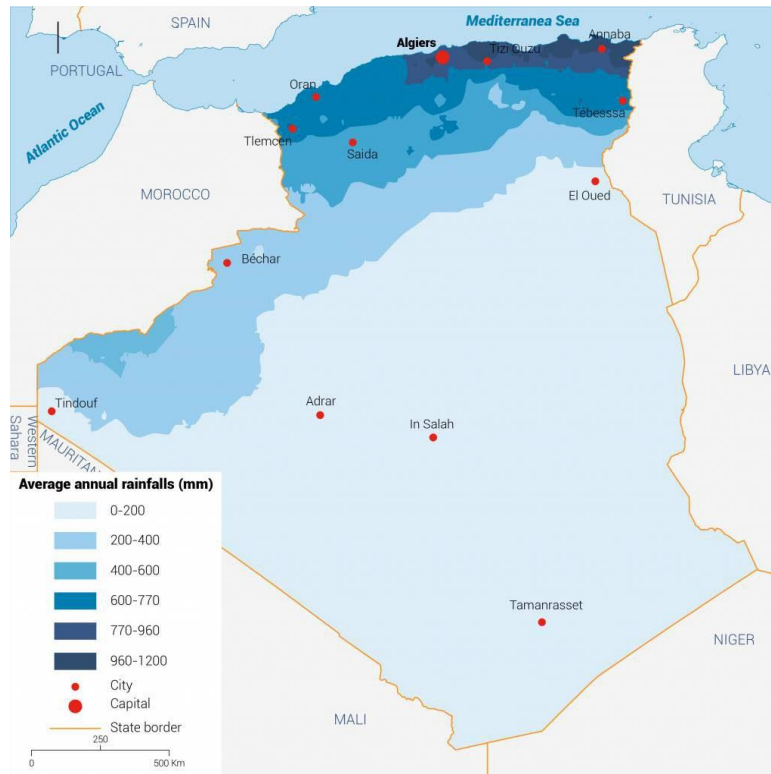 SPAIN
Mediterranea Sea
Annaba
Algiers
Tizi Ouzu
PORTUGAL
Oran
Tébesssa
Atlantic Ocean
Tlemcen
Saida
MOROCCO
El Oued
TUNISIA
Béchar
LIBYA
Tindouf
Adrar
In Salah
Western
Sahara
MAURITAN
Average annual rainfalls (mm)
0-200
200-400
400-600
600-770
770-960
960-1200
City
Capital
State border
250
0
500 Km
Tamanrasset
NIGER
MALI